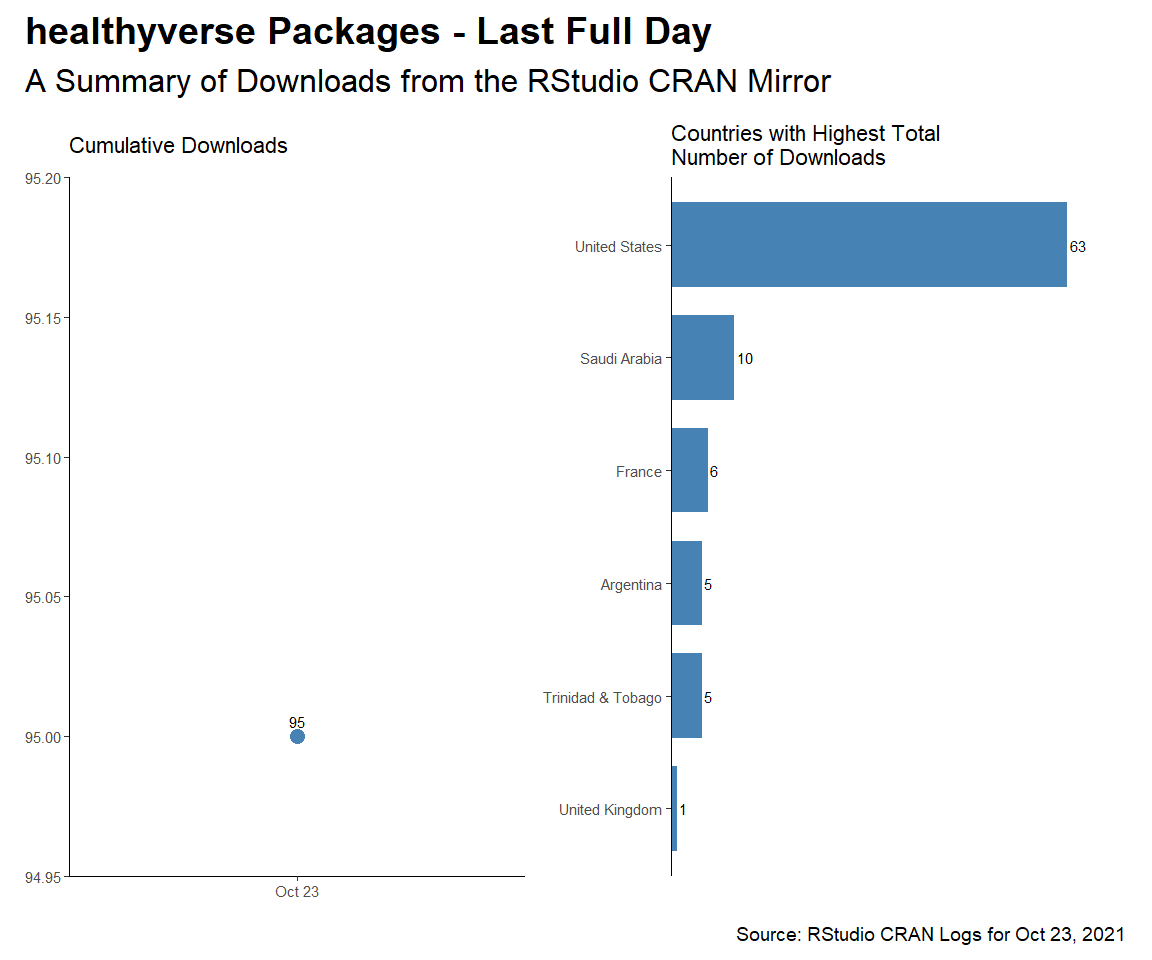 healthyverse Packages - Last Full Day
A Summary of Downloads from the RStudio CRAN Mirror
Cumulative Downloads
95.20
95.15
95.10
95.05
95.00
94.95
95
Oct 23
Countries with Highest Total
Number of Downloads
United States 63
Saudi Arabia 10
France 6
Argentina 5
Trinidad & Tobago 5
United Kingdom 1
Source: RStudio CRAN Logs for Oct 23, 2021